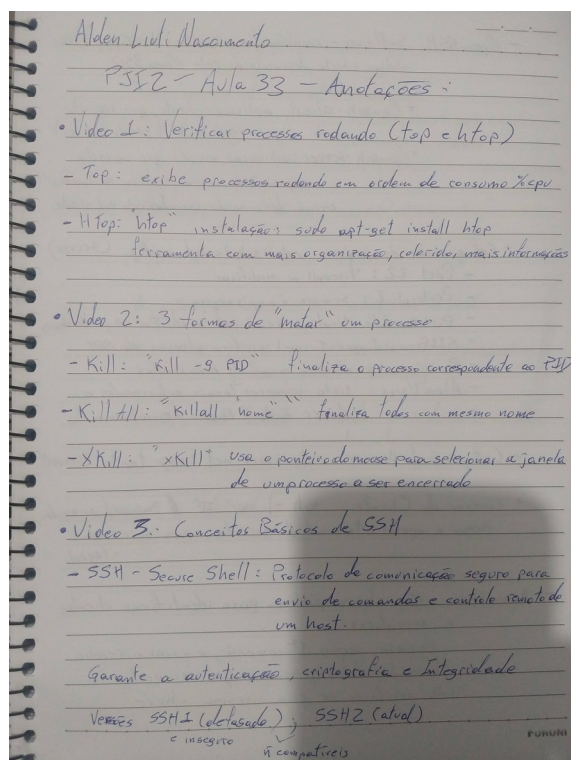 Alden Liuti Nascimento
PJI2 – Aula 33 – Anotações :
• Video 1 : Verificar processos rodando (top e htop)
- Top : exibe processos rodando em ordem de consumo %cpu
- HTop: "htop" instalação: sudo apt-get install htop
ferramenta com mais organização, colorido, mais informações
• Video 2: 3 formas de "matar" um processo
- Kill : "Kill -9 PID" finaliza o processo correspondente ao PID
- Kill All : "Killall "nome"" finaliza todos com mesmo nome
- XKill : "xKill" usa o ponteiro do mouse para selecionar a janela
de um processo a ser encerrado
• Video 3 : Conceitos Básicos de SSH
- SSH - Secure Shell : Protocolo de comunicação seguro para
envio de comandos e controle remoto de
um host.
Garante a autenticação, criptografia e Integridade
Versões SSH1 (defasado) ; SSH2 (atual)
e inseguro ñ compatíveis